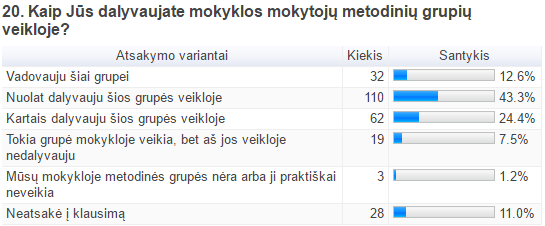 20. Kaip Jūs dalyvaujate mokyklos mokytojų metodinių grupių
veikloje?
Atsakymo variantai Kiekis Santykis
Vadovauju šiai grupei 32 12.6%
Nuolat dalyvauju šios grupės veikloje 110 43.3%
Kartais dalyvauju šios grupės veikloje 62 24.4%
Tokia grupė mokykloje veikia, bet aš jos veikloje
nedalyvauju 19 7.5%
Mūsų mokykloje metodinės grupės nėra arba ji praktiškai
neveikia 3 1.2%
Neatsakė į klausimą 28 11.0%